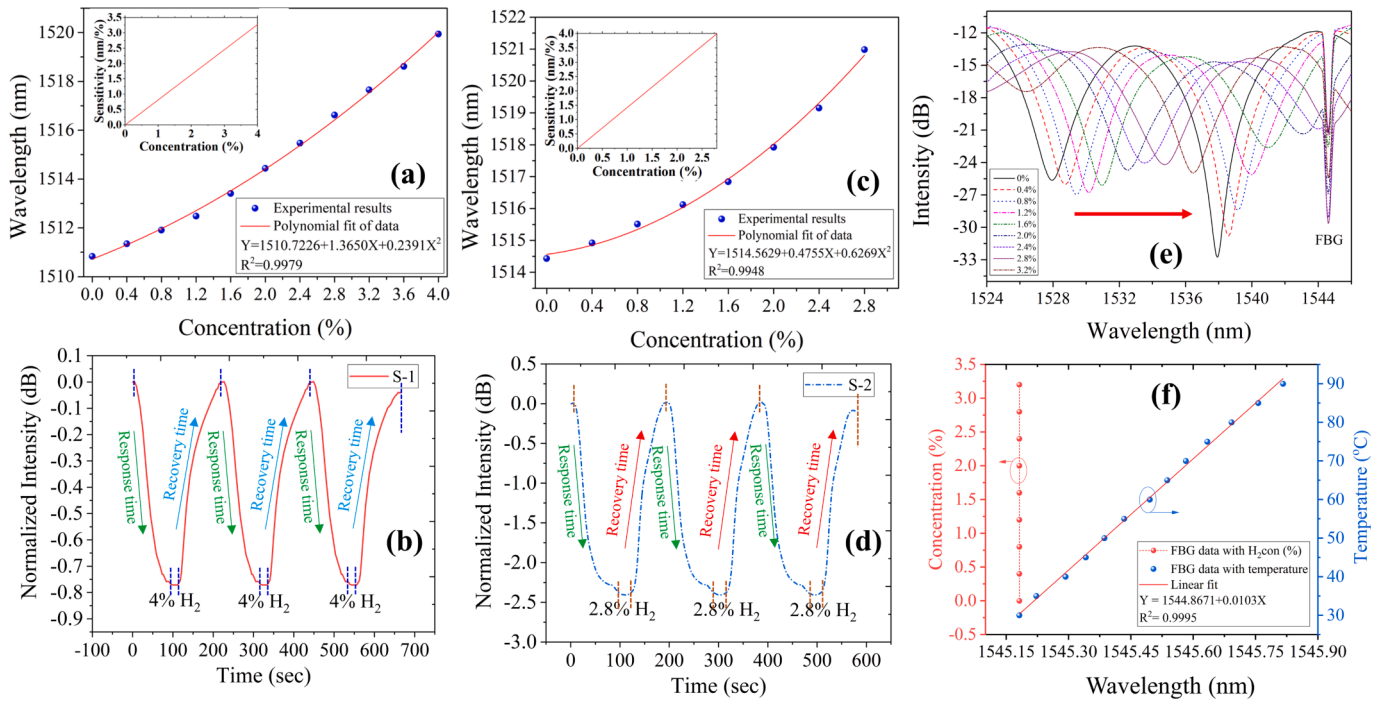 1520
1518
1516
1514
1512
1510
Wavelength (nm)
3.5
3.0
2.5
2.0
1.5
1.0
0.5
0.0
Sensitivity (nm/%)
0 1 2 3 4
Concentration (%)
(a)
Experimental results
Polynomial fit of data
Y=1510.7226+1.3650X+0.2391X²
R²=0.9979
0.0 0.4 0.8 1.2 1.6 2.0 2.4 2.8 3.2 3.6 4.0
Concentration (%)
1522
1521
1520
1519
1518
1517
1516
1515
1514
Wavelength (nm)
4.0
3.5
3.0
2.5
2.0
1.5
1.0
0.5
0.0
Sensitivity (nm/%)
0.0 0.5 1.0 1.5 2.0 2.5
Concentration (%)
(c)
Experimental results
Polynomial fit of data
Y=1514.5629+0.4755X+0.6269X²
R²=0.9948
0.0 0.4 0.8 1.2 1.6 2.0 2.4 2.8
Concentration (%)
-12
-15
-18
-21
-24
-27
-30
-33
Intensity (dB)
0%
0.4%
0.8%
1.2%
1.6%
2.0%
2.4%
2.8%
3.2%
(e)
FBG
1524 1528 1532 1536 1540 1544
Wavelength (nm)
0.1
0.0
-0.1
-0.2
-0.3
-0.4
-0.5
-0.6
-0.7
-0.8
-0.9
Normalized Intensity (dB)
S-1
Response time
Recovery time
Response time
Recovery time
Response time
Recovery time
(b)
4% H₂ 4% H₂ 4% H₂
-100 0 100 200 300 400 500 600 700
Time (sec)
0.5
0.0
-0.5
-1.0
-1.5
-2.0
-2.5
-3.0
Normalized Intensity (dB)
S-2
Response time
Recovery time
Response time
Recovery time
Response time
Recovery time
(d)
2.8% H₂ 2.8% H₂ 2.8% H₂
0 100 200 300 400 500 600
Time (sec)
3.5
3.0
2.5
2.0
1.5
1.0
0.5
0.0
-0.5
Concentration (%)
(f)
FBG data with H₂con (%)
FBG data with temperature
Linear fit
Y = 1544.8671+0.0103X
R²= 0.9995
90
80
70
60
50
40
30
Temperature (°C)
1545.15 1545.30 1545.45 1545.60 1545.75 1545.90
Wavelength (nm)